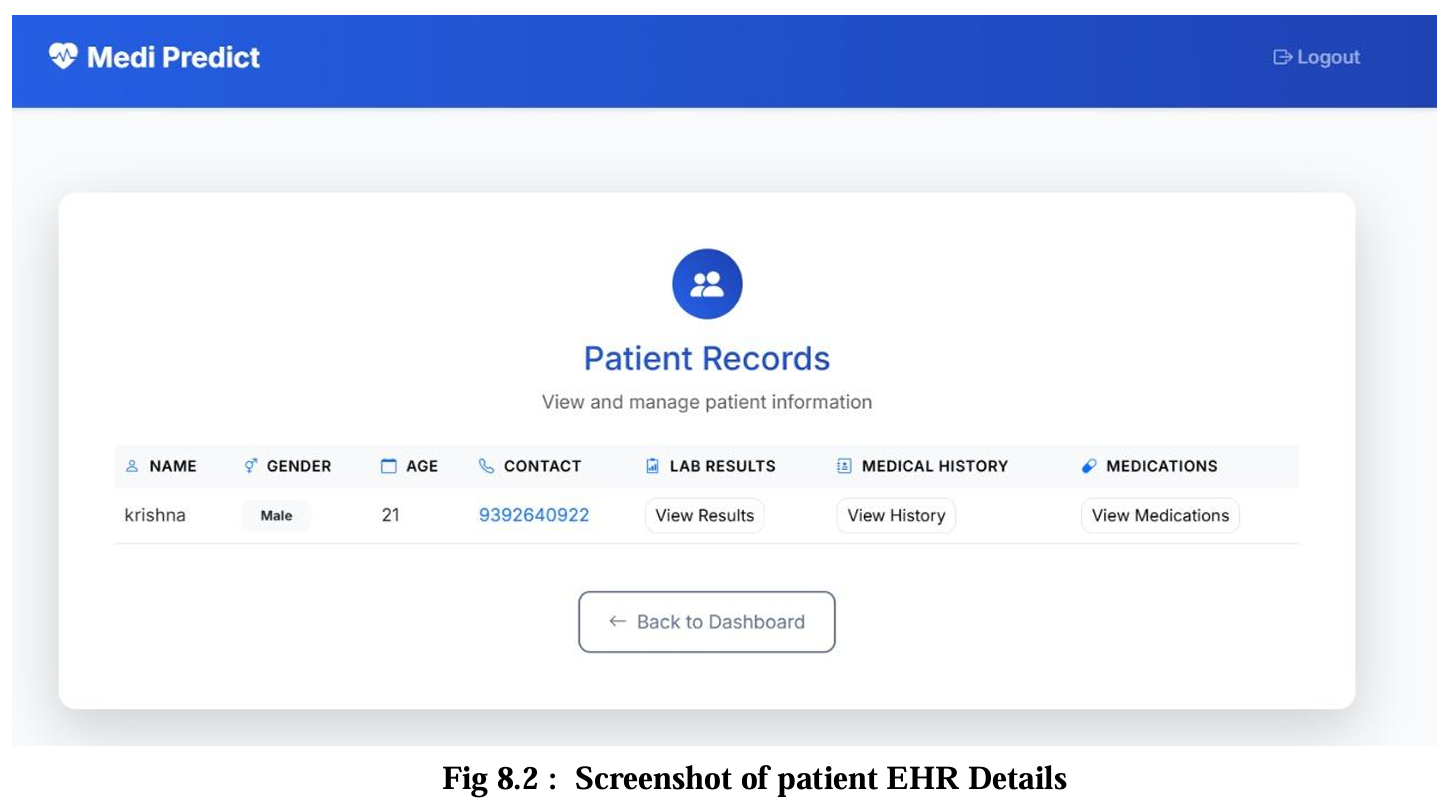 Medi Predict Logout
Patient Records
View and manage patient information
NAME GENDER AGE CONTACT LAB RESULTS MEDICAL HISTORY MEDICATIONS
krishna Male 21 9392640922 View Results View History View Medications
← Back to Dashboard
Fig 8.2 : Screenshot of patient EHR Details